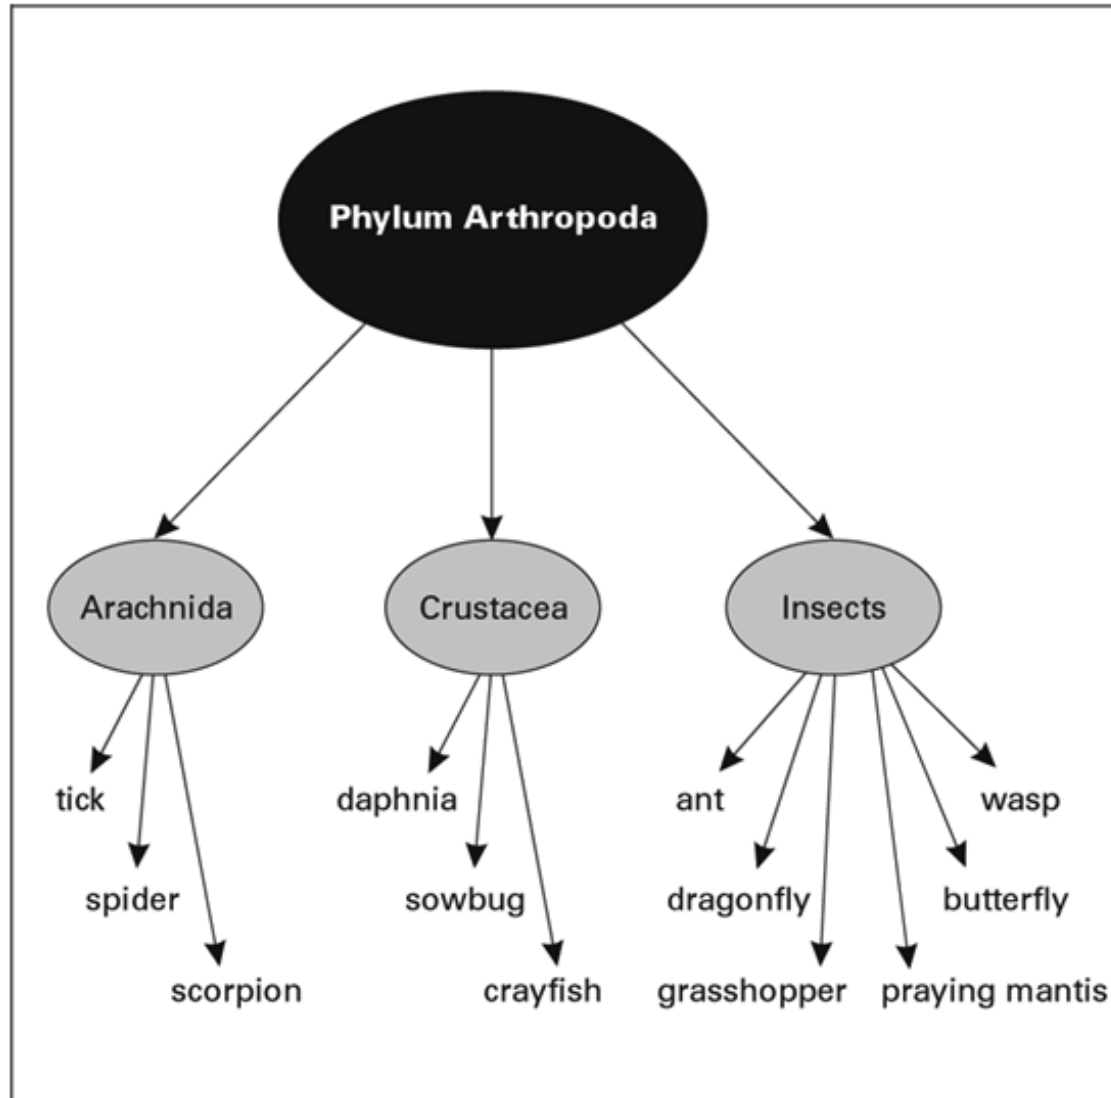 Phylum Arthropoda
Arachnida
Crustacea
Insects
tick
daphnia
ant
wasp
spider
sowbug
dragonfly
butterfly
scorpion
crayfish
grasshopper
praying mantis